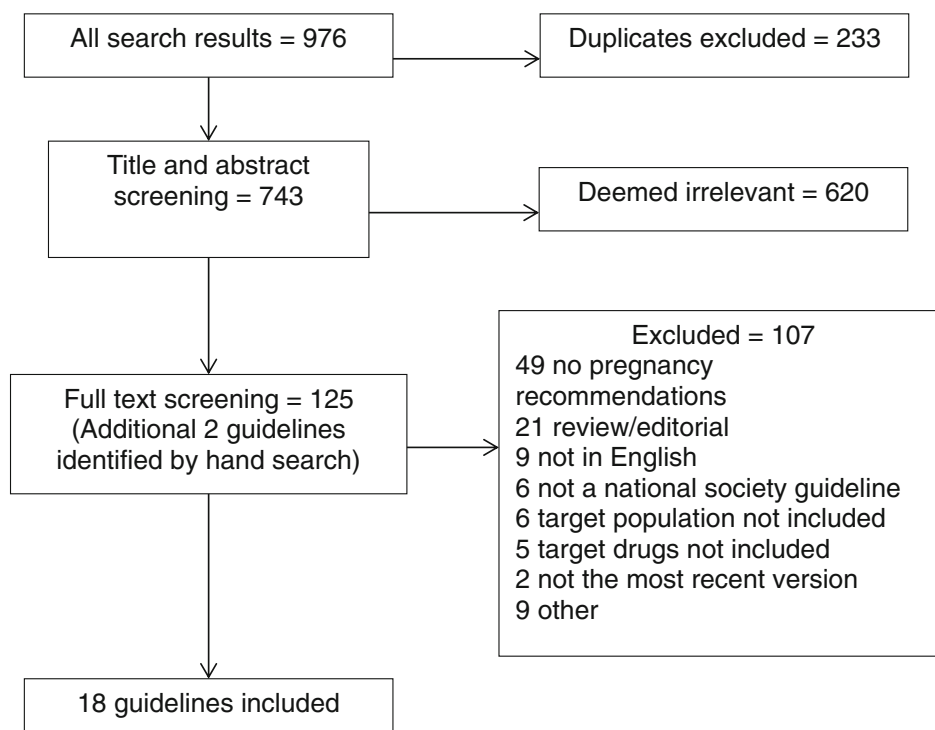 All search results = 976
Duplicates excluded = 233
Title and abstract
screening = 743
Deemed irrelevant = 620
Full text screening = 125
(Additional 2 guidelines
identified by hand search)
Excluded = 107
49 no pregnancy
recommendations
21 review/editorial
9 not in English
6 not a national society guideline
6 target population not included
5 target drugs not included
2 not the most recent version
9 other
18 guidelines included